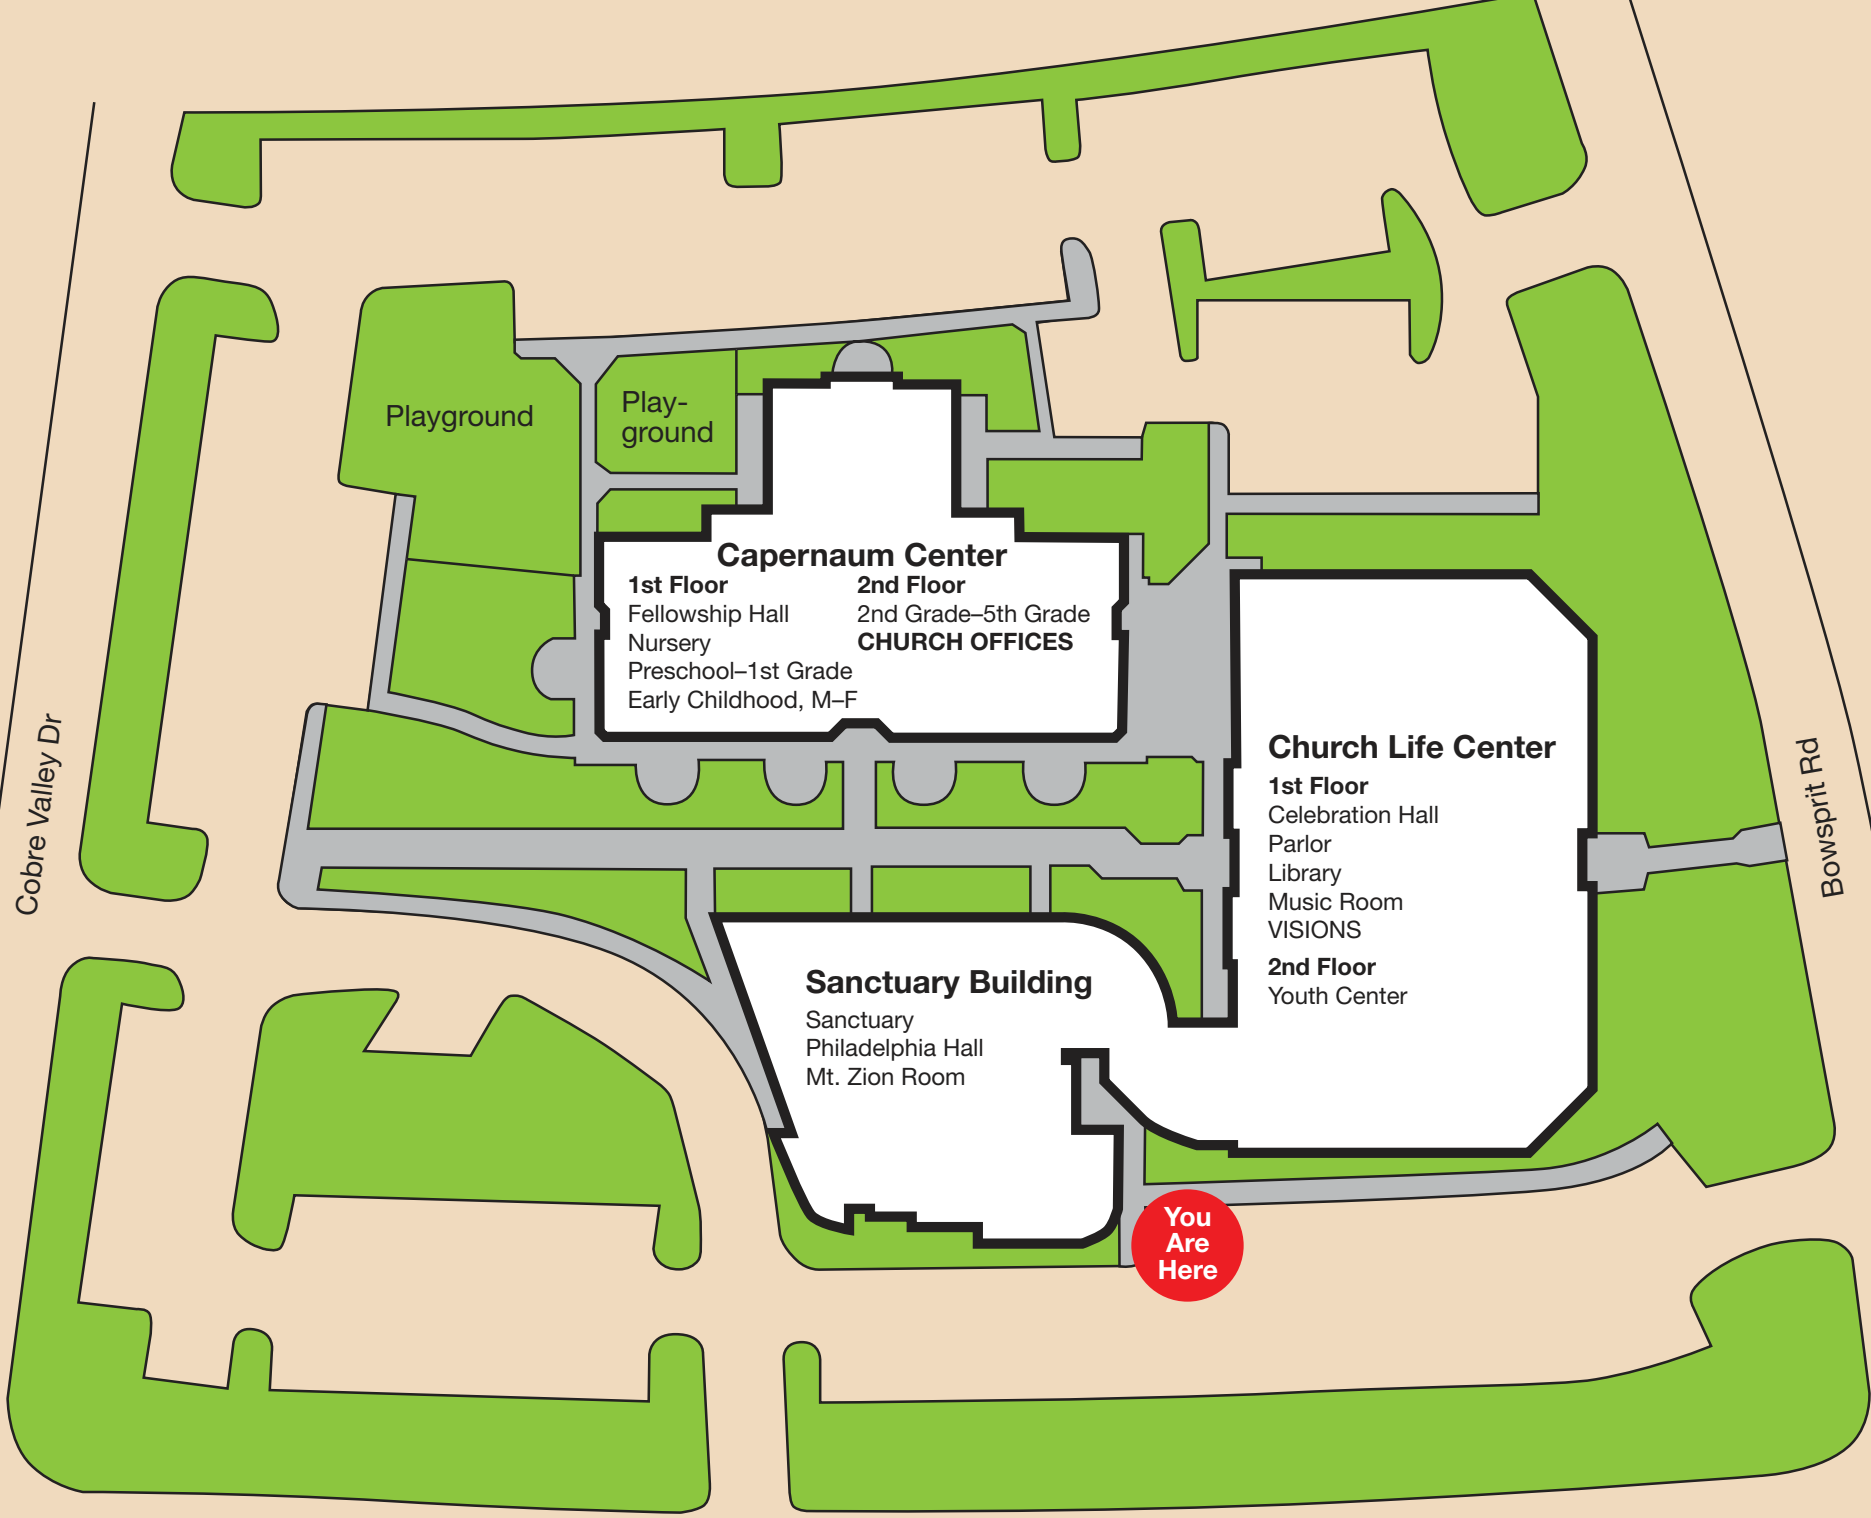 Playground
Play-
ground
Capernaum Center
1st Floor
Fellowship Hall
Nursery
Preschool–1st Grade
Early Childhood, M–F
2nd Floor
2nd Grade–5th Grade
CHURCH OFFICES
Cobre Valley Dr
Church Life Center
1st Floor
Celebration Hall
Parlor
Library
Music Room
VISIONS
2nd Floor
Youth Center
Bowsprit Rd
Sanctuary Building
Sanctuary
Philadelphia Hall
Mt. Zion Room
You
Are
Here